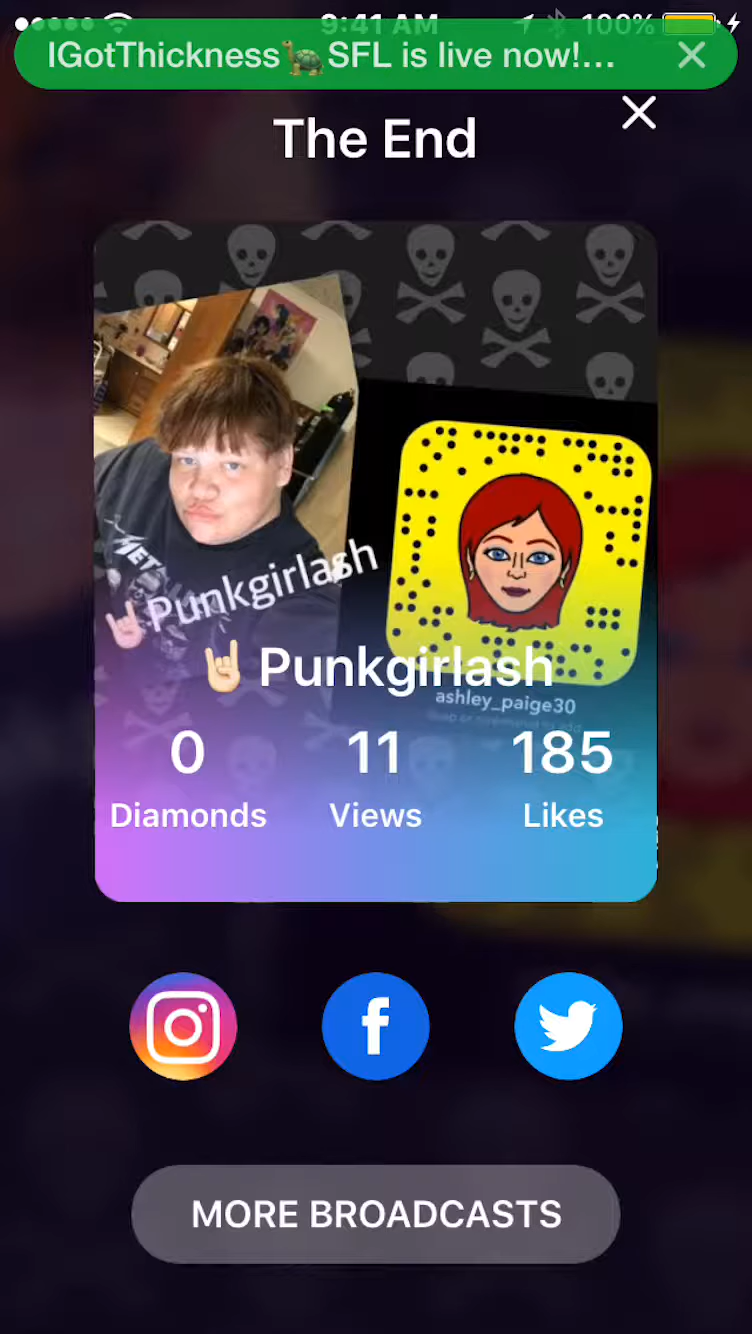 9:41 AM 100%
IGotThickness🐢SFL is live now!...
The End
MET
🤘Punkgirlash
🤘 Punkgirlash
ashley_paige30
0 11 185
Diamonds Views Likes
MORE BROADCASTS